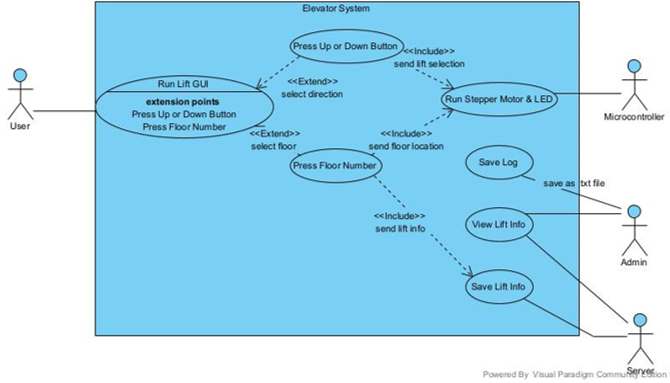 Elevator System
Press Up or Down Button
<<Include>>
send lift selection
Run Lift GUI
extension points
Press Up or Down Button
Press Floor Number
<<Extend>>
select direction
Run Stepper Motor & LED
Microcontroller
User
<<Extend>>
select floor
<<Include>>
send floor location
Press Floor Number
Save Log
save as .txt file
<<Include>>
send lift info
View Lift Info
Admin
Save Lift Info
Server
Powered By Visual Paradigm Community Edition